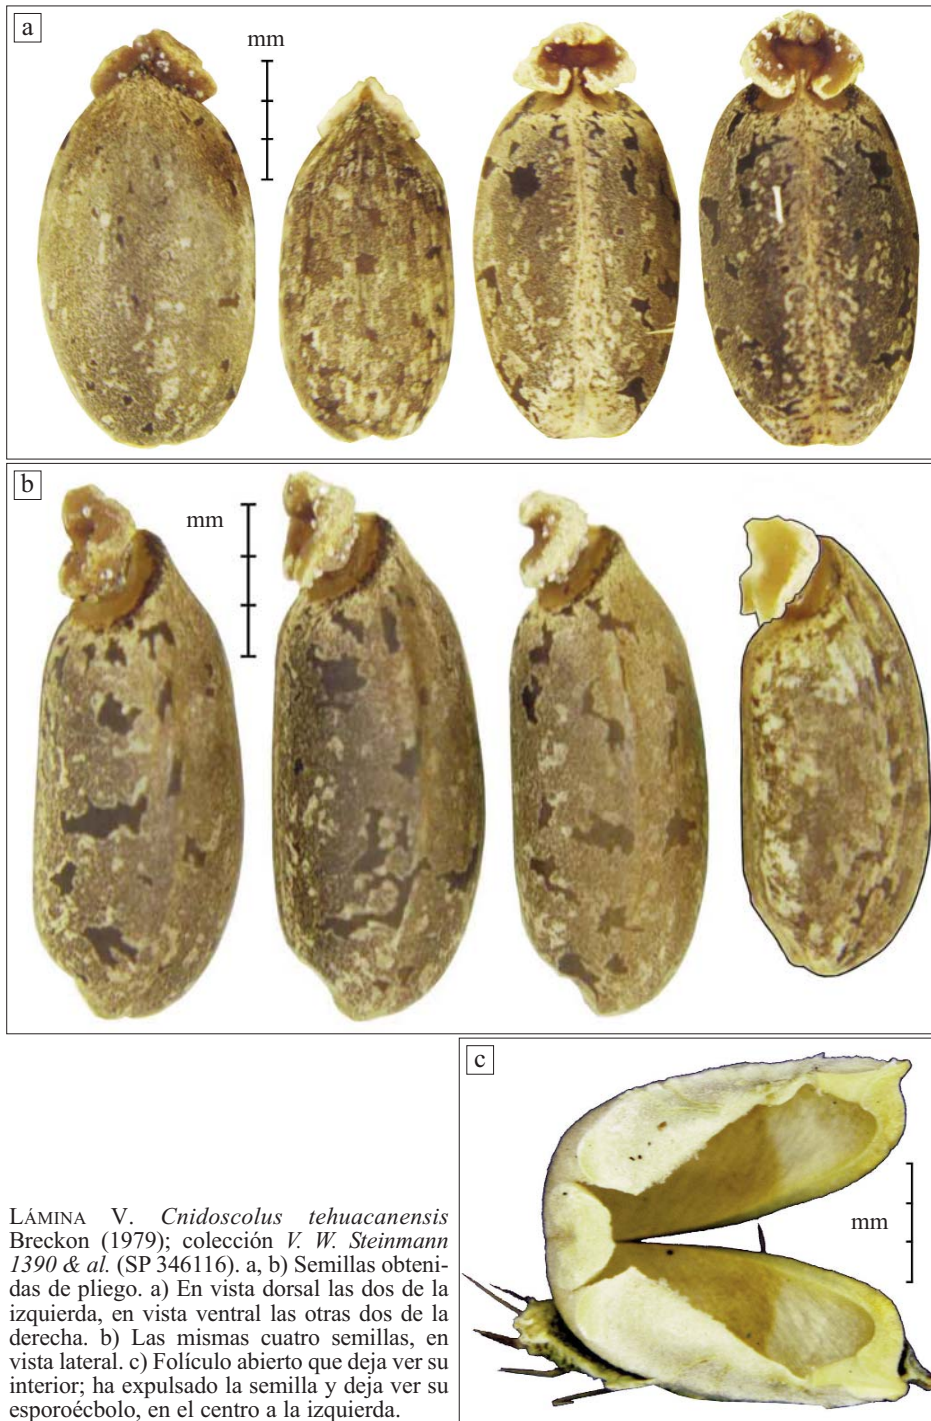 a
mm
b
mm
c
mm
LÁMINA V. Cnidoscolus tehuacanensis
Breckon (1979); colección V. W. Steinmann
1390 & al. (SP 346116). a, b) Semillas obteni-
das de pliego. a) En vista dorsal las dos de la
izquierda, en vista ventral las otras dos de la
derecha. b) Las mismas cuatro semillas, en
vista lateral. c) Folículo abierto que deja ver su
interior; ha expulsado la semilla y deja ver su
esporoécbolo, en el centro a la izquierda.